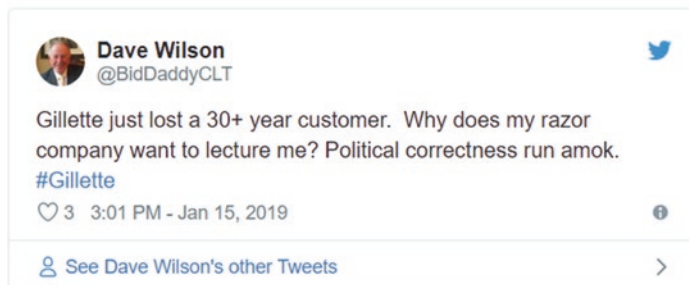 Dave Wilson
@BidDaddyCLT
Gillette just lost a 30+ year customer.  Why does my razor
company want to lecture me? Political correctness run amok.
#Gillette
3  3:01 PM - Jan 15, 2019
See Dave Wilson's other Tweets